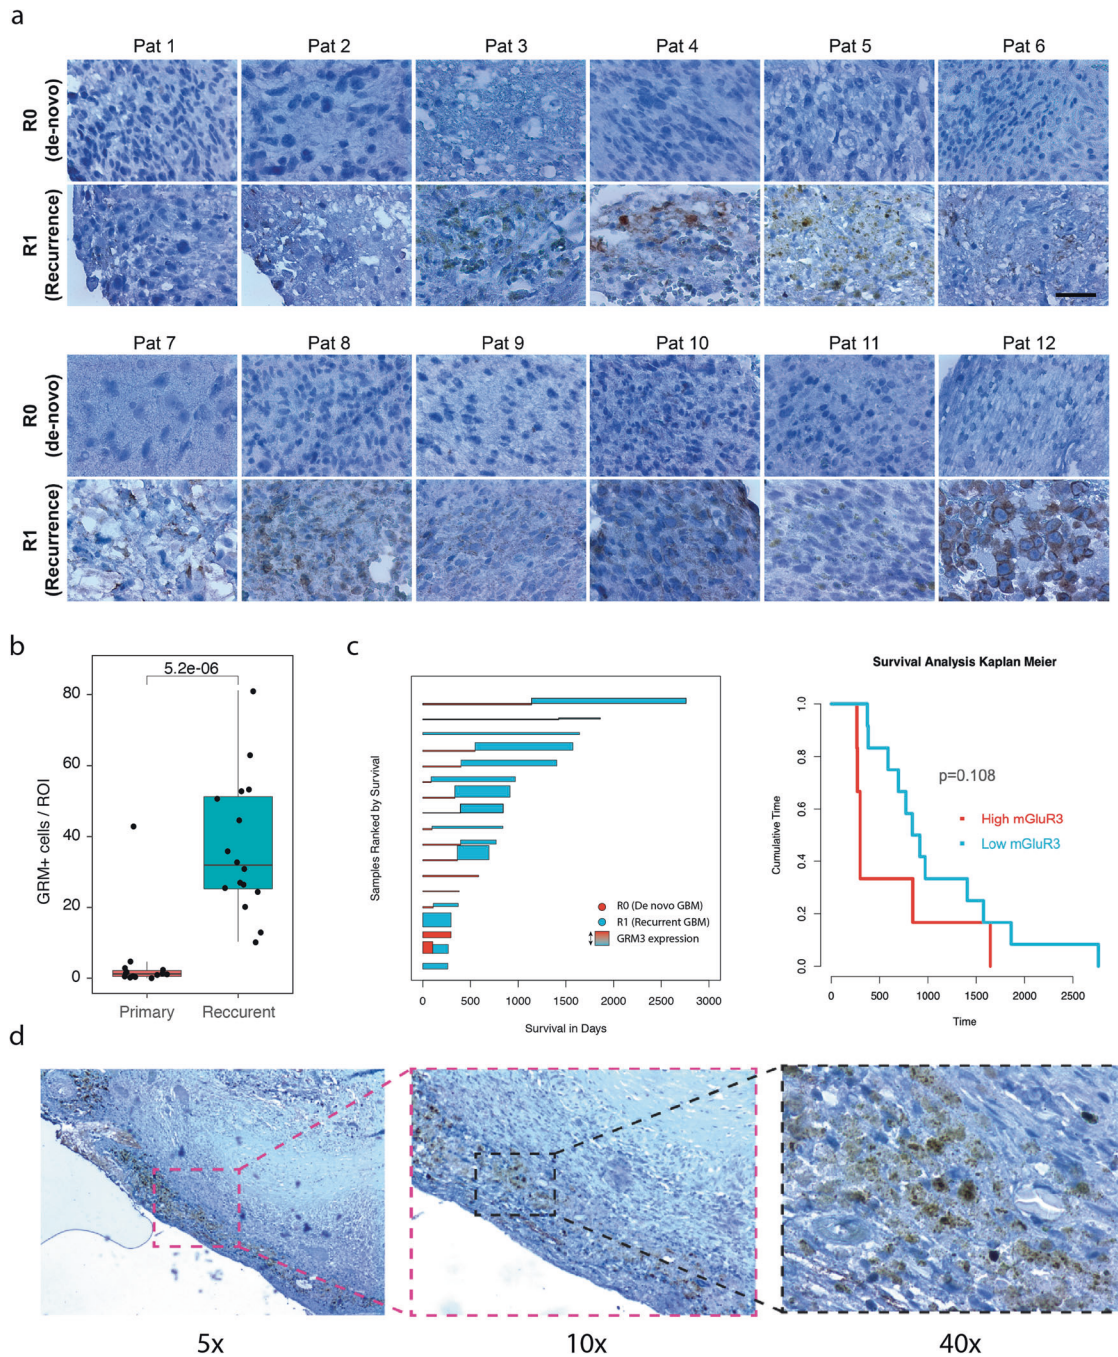 a
Pat 1 Pat 2 Pat 3 Pat 4 Pat 5 Pat 6
R0
(de-novo)
R1
(Recurrence)
Pat 7 Pat 8 Pat 9 Pat 10 Pat 11 Pat 12
R0
(de-novo)
R1
(Recurrence)
b
5.2e-06
80
60
40
20
0
GRM+ cells / ROI
Primary Reccurent
c
Samples Ranked by Survival
R0 (De novo GBM)
R1 (Recurrent GBM)
GRM3 expression
0 500 1000 1500 2000 2500 3000
Survival in Days
Survival Analysis Kaplan Meier
1.0
0.8
0.6
0.4
0.2
0.0
Cumulative Time
p=0.108
High mGluR3
Low mGluR3
0 500 1000 1500 2000 2500
Time
d
5x 10x 40x